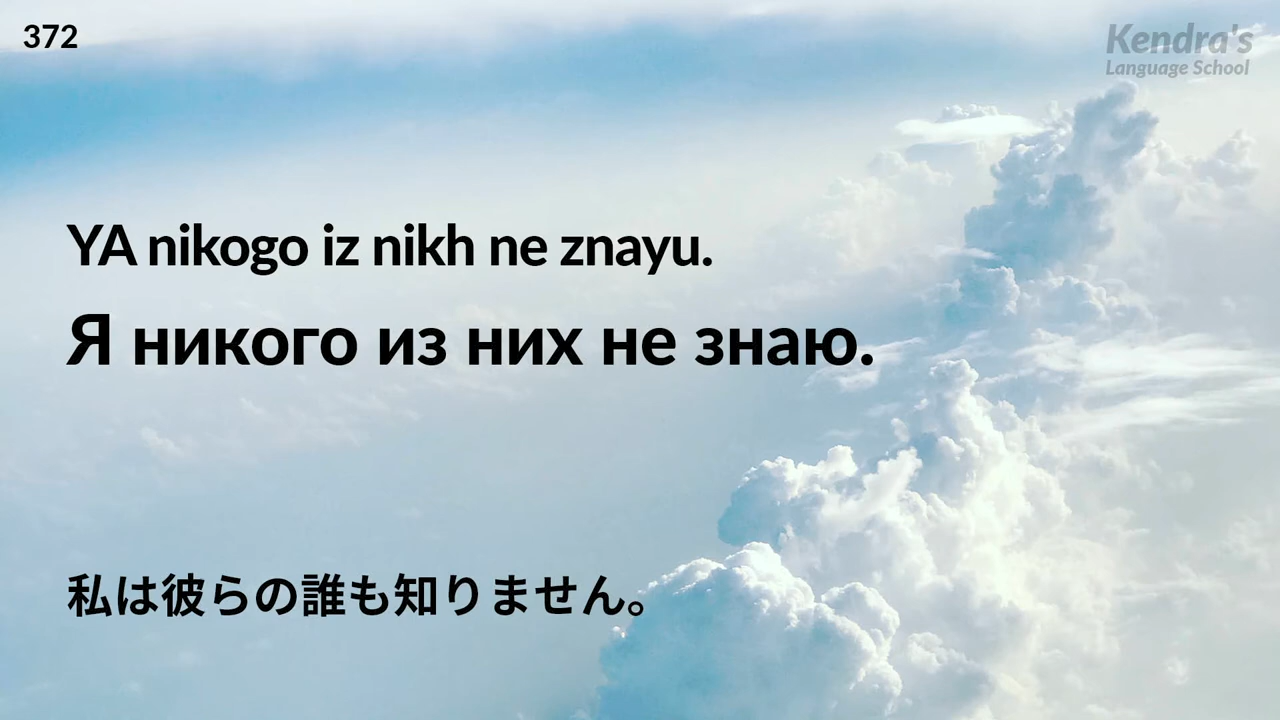 372
Kendra's
Language School
YA nikogo iz nikh ne znayu.
Я никого из них не знаю.
私は彼らの誰も知りません。